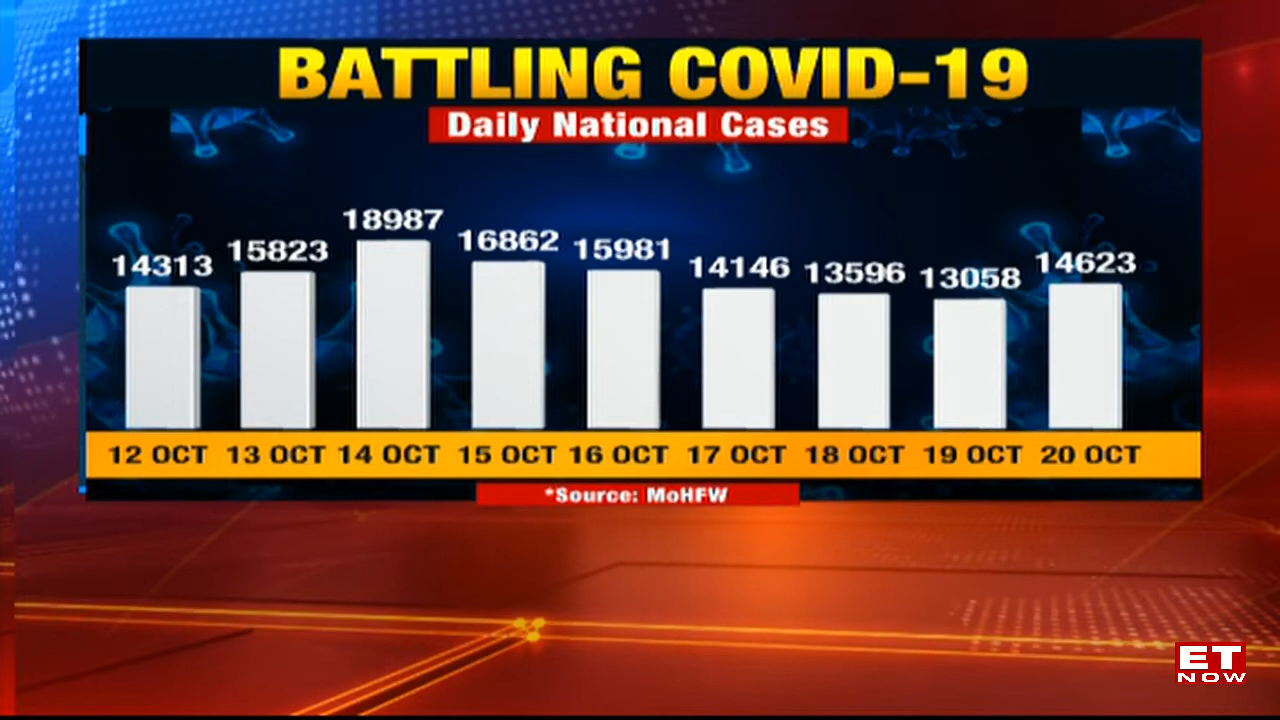 BATTLING COVID-19
Daily National Cases
14313 15823 18987 16862 15981 14146 13596 13058 14623
12 OCT 13 OCT 14 OCT 15 OCT 16 OCT 17 OCT 18 OCT 19 OCT 20 OCT
*Source: MoHFW
ET
NOW